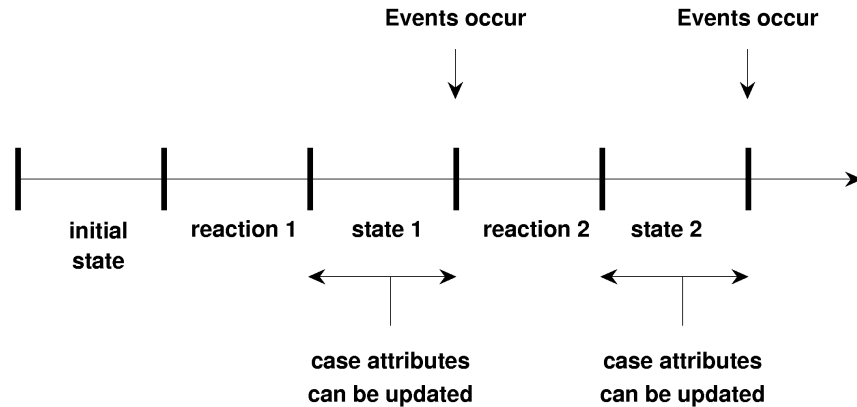 Events occur
Events occur
initial
state
reaction 1
state 1
reaction 2
state 2
case attributes
can be updated
case attributes
can be updated